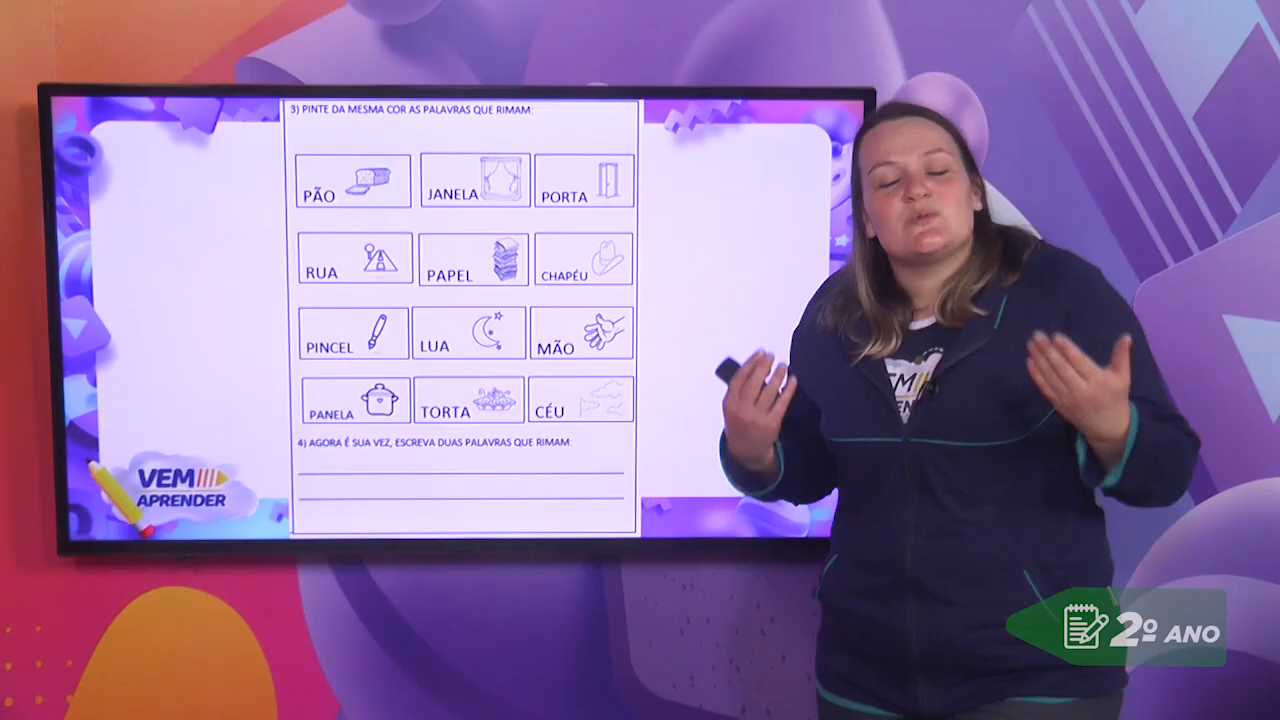 3) PINTE DA MESMA COR AS PALAVRAS QUE RIMAM:
PÃO
JANELA
PORTA
RUA
PAPEL
CHAPÉU
PINCEL
LUA
MÃO
PANELA
TORTA
CÉU
4) AGORA É SUA VEZ, ESCREVA DUAS PALAVRAS QUE RIMAM:
VEM
APRENDER
2º ANO